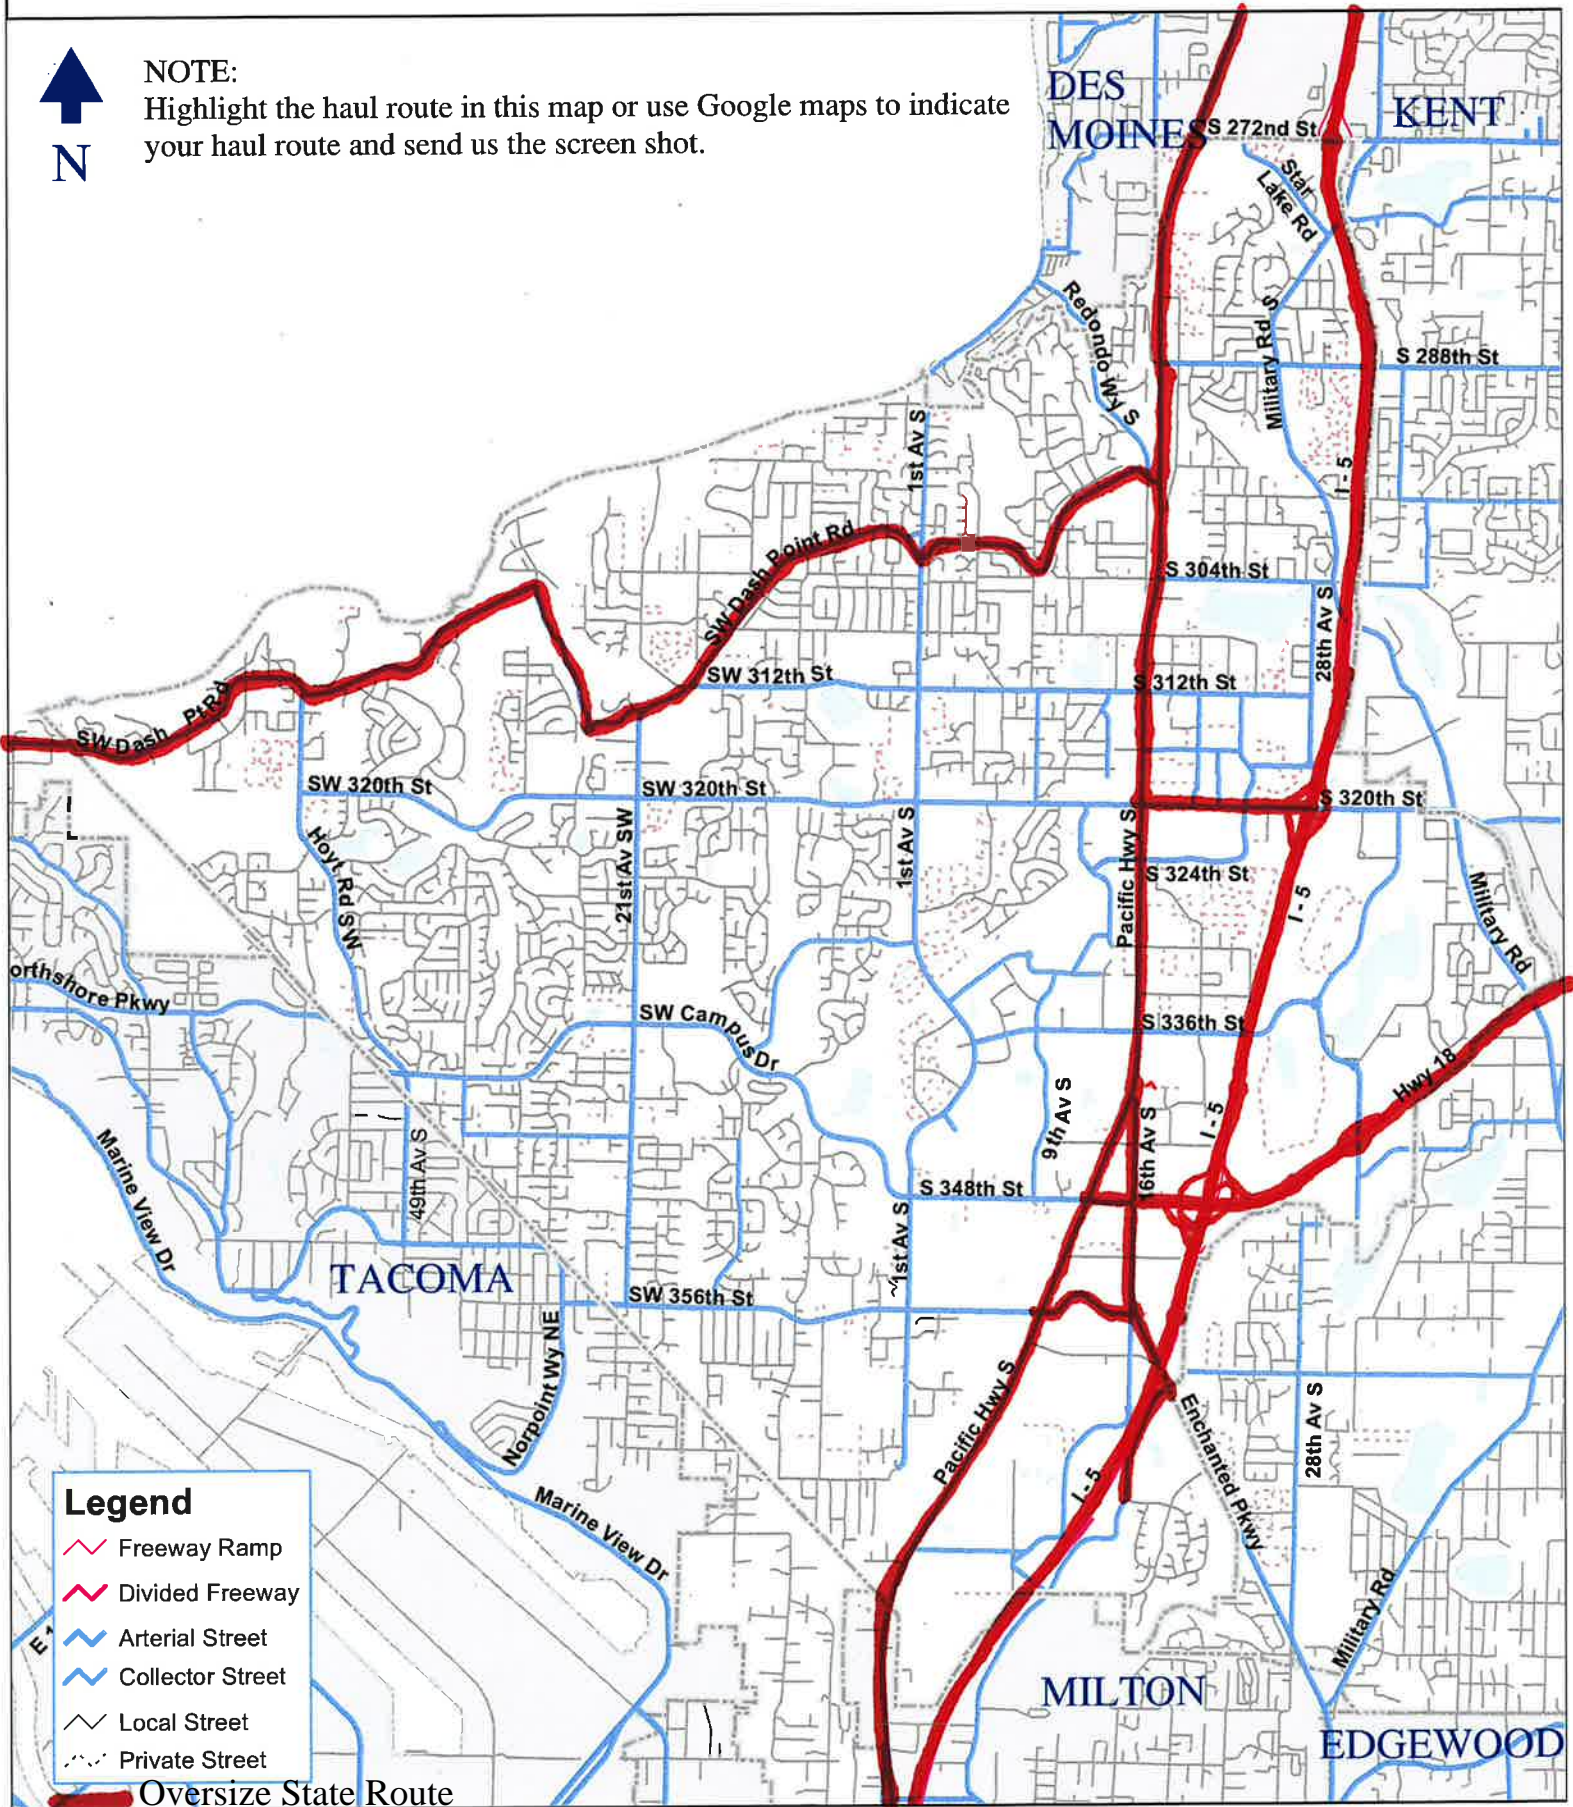 NOTE:
Highlight the haul route in this map or use Google maps to indicate
your haul route and send us the screen shot.
N
DES
MOINES
KENT
S 272nd St
Star
Lake Rd
Redondo Wy S
Military Rd S
S 288th St
1st Av S
I-5
SW Dash Point Rd
S 304th St
28th Av S
SW 312th St
S 312th St
SW Dash Pt Rd
SW 320th St
SW 320th St
S 320th St
Hoyt Rd SW
21st Av SW
1st Av S
Pacific Hwy S
S 324th St
I-5
Military Rd
orthshore Pkwy
SW Campus Dr
S 336th St
Hwy 18
9th Av S
16th Av S
I-5
Marine View Dr
49th Av S
S 348th St
1st Av S
TACOMA
SW 356th St
Norpoint Wy NE
Pacific Hwy S
Enchanted Pkwy
28th Av S
I-5
Marine View Dr
Military Rd
MILTON
EDGEWOOD
Legend
Freeway Ramp
Divided Freeway
Arterial Street
Collector Street
Local Street
Private Street
Oversize State Route